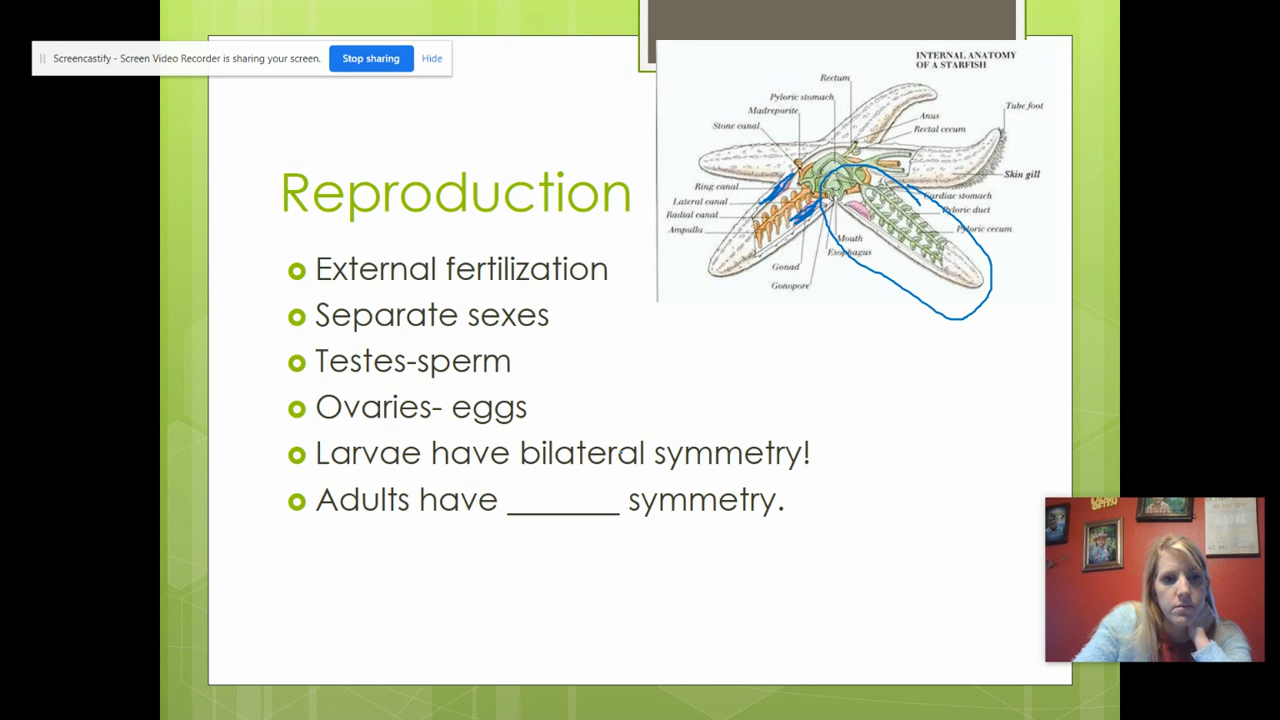 Screencastify - Screen Video Recorder is sharing your screen.
Stop sharing
Hide
INTERNAL ANATOMY
OF A STARFISH
Rectum
Pyloric stomach
Madreporite
Stone canal
Tube foot
Anus
Rectal cecum
Skin gill
Ring canal
Lateral canal
Radial canal
Ampulla
Cardiac stomach
Pyloric duct
Pyloric cecum
Mouth
Esophagus
Gonad
Gonopore
Reproduction
External fertilization
Separate sexes
Testes-sperm
Ovaries- eggs
Larvae have bilateral symmetry!
Adults have _______ symmetry.